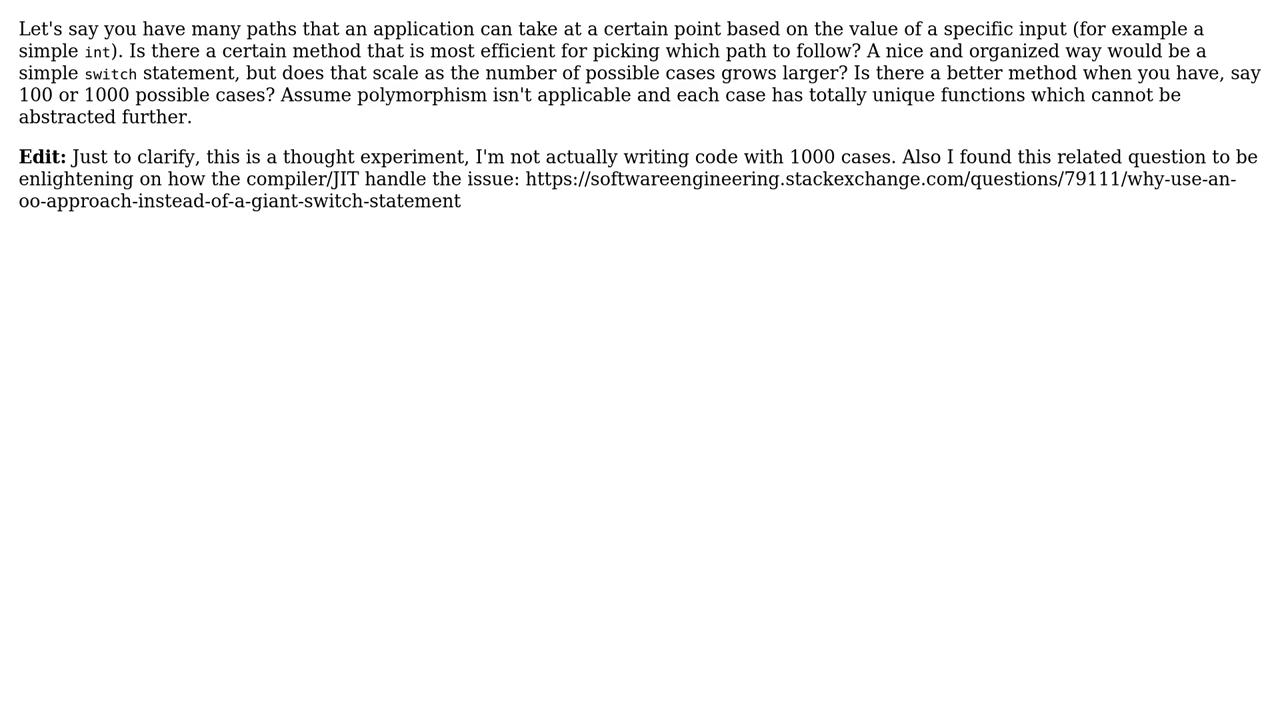 Let's say you have many paths that an application can take at a certain point based on the value of a specific input (for example a
simple int). Is there a certain method that is most efficient for picking which path to follow? A nice and organized way would be a
simple switch statement, but does that scale as the number of possible cases grows larger? Is there a better method when you have, say
100 or 1000 possible cases? Assume polymorphism isn't applicable and each case has totally unique functions which cannot be
abstracted further.
Edit: Just to clarify, this is a thought experiment, I'm not actually writing code with 1000 cases. Also I found this related question to be
enlightening on how the compiler/JIT handle the issue: https://softwareengineering.stackexchange.com/questions/79111/why-use-an-
oo-approach-instead-of-a-giant-switch-statement